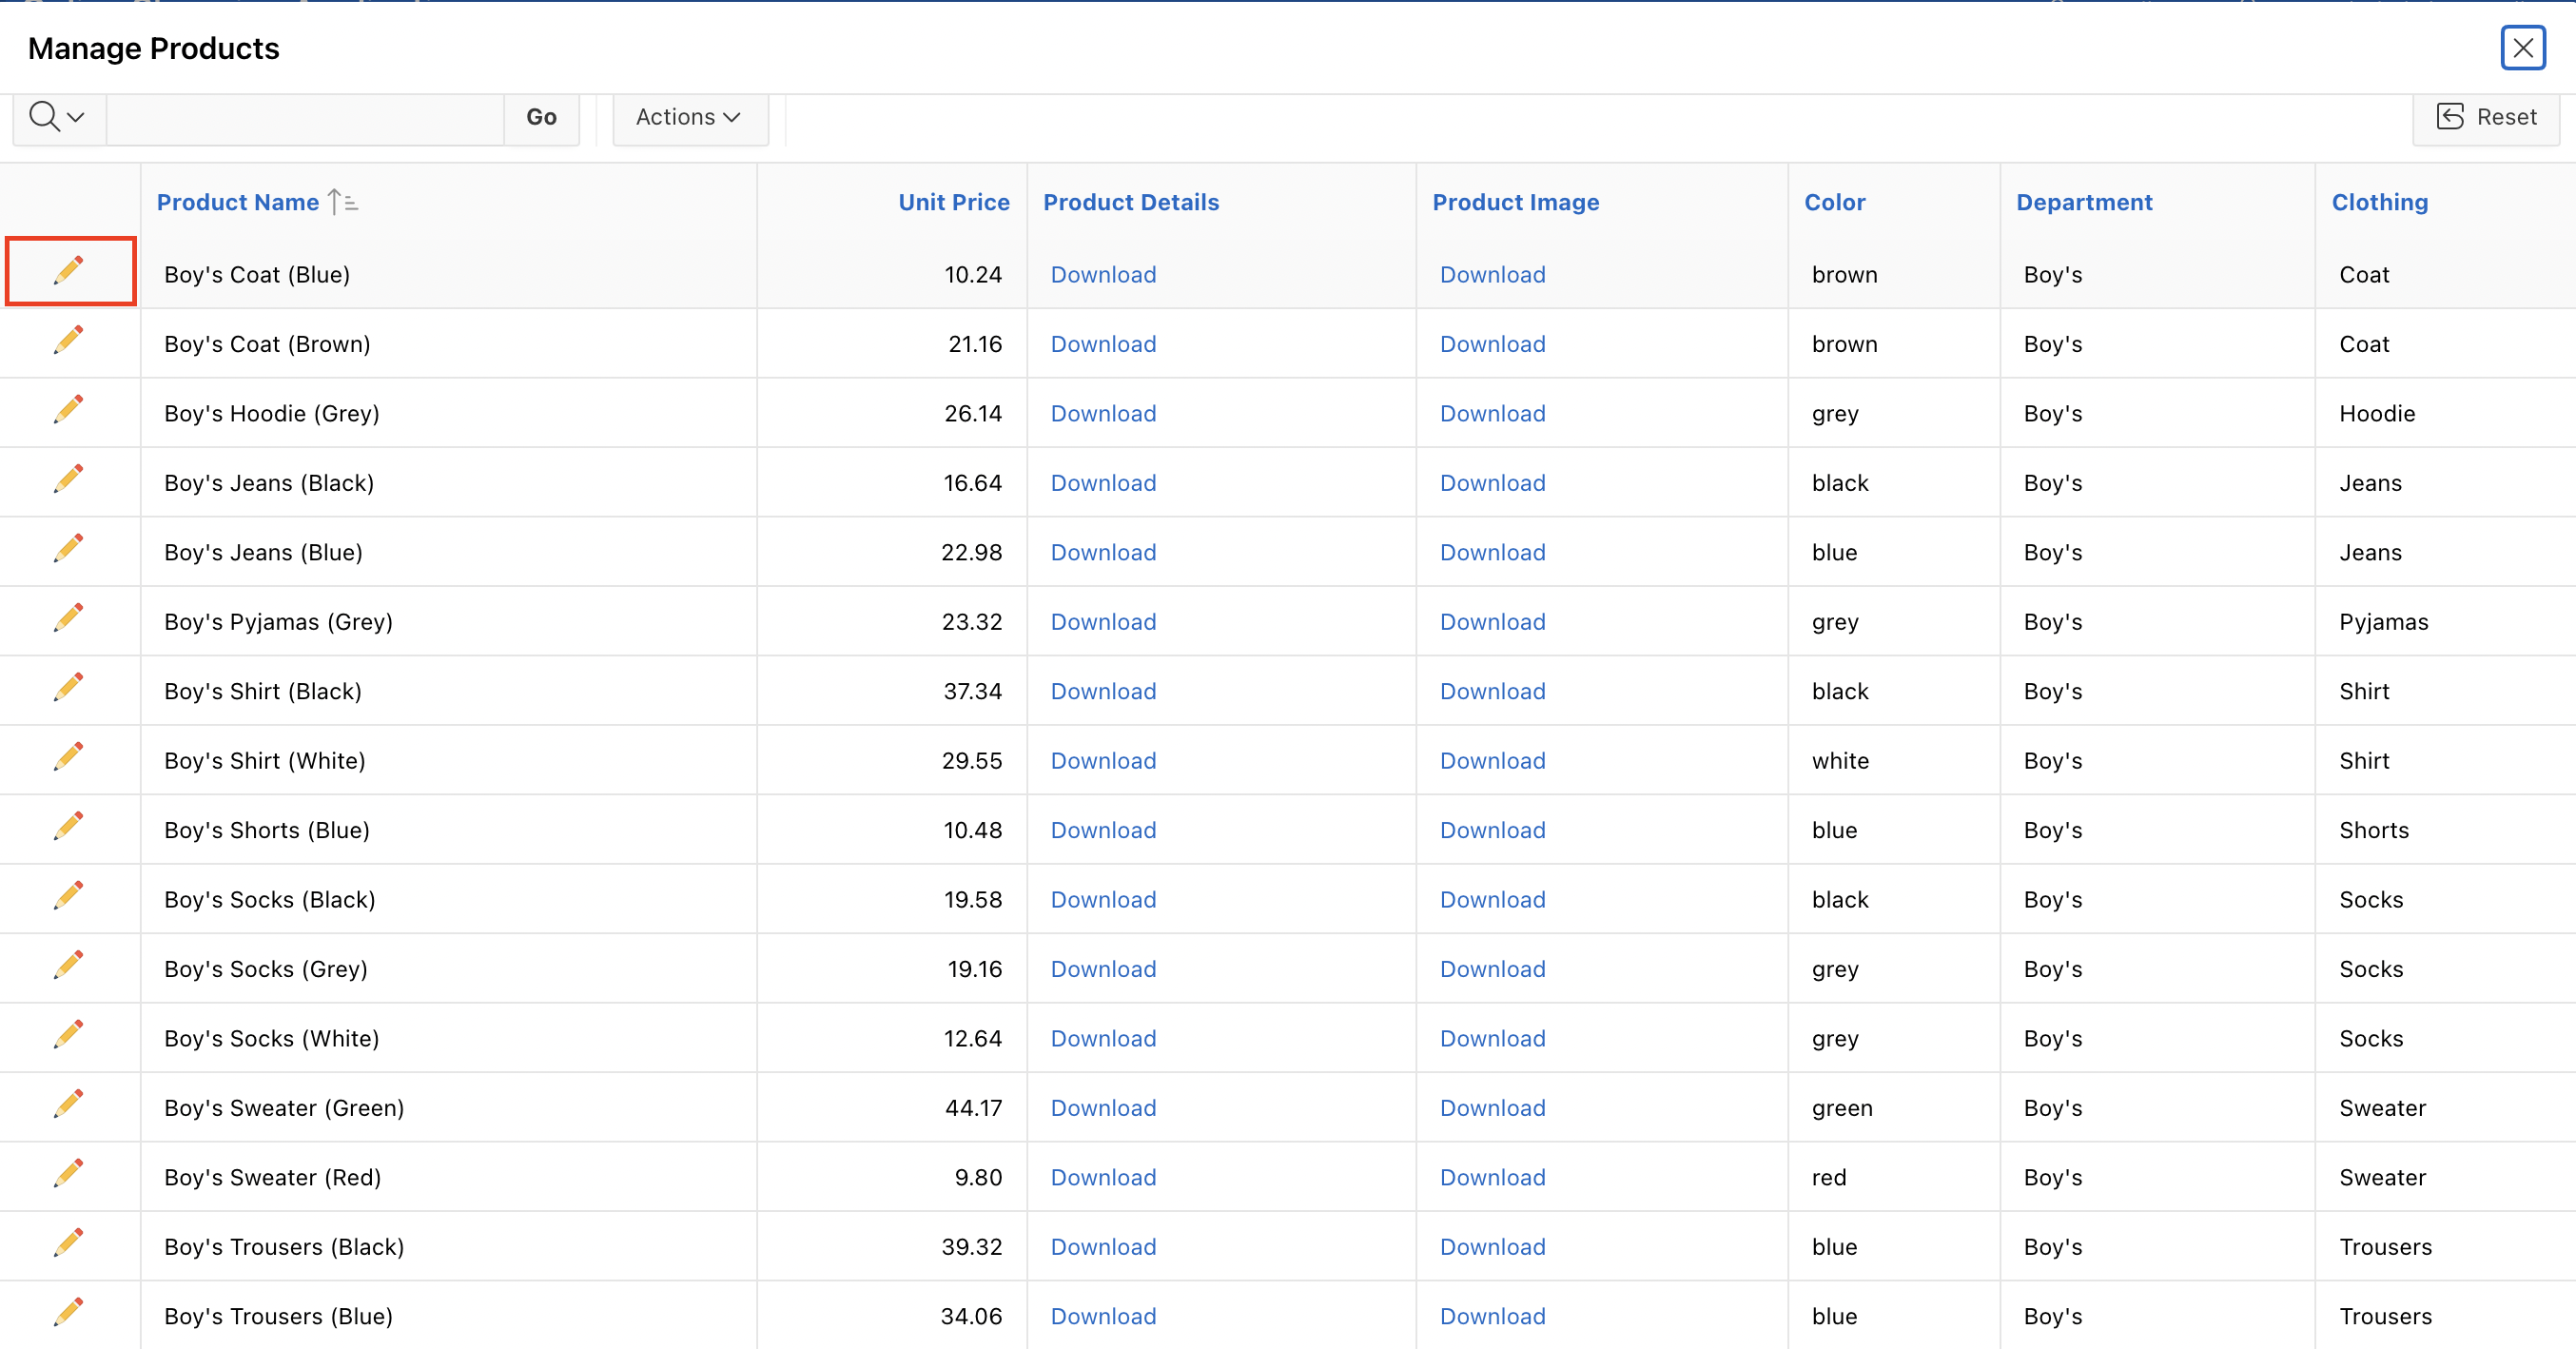 Manage Products
Go Actions Reset
Product Name Unit Price Product Details Product Image Color Department Clothing
Boy's Coat (Blue) 10.24 Download Download brown Boy's Coat
Boy's Coat (Brown) 21.16 Download Download brown Boy's Coat
Boy's Hoodie (Grey) 26.14 Download Download grey Boy's Hoodie
Boy's Jeans (Black) 16.64 Download Download black Boy's Jeans
Boy's Jeans (Blue) 22.98 Download Download blue Boy's Jeans
Boy's Pyjamas (Grey) 23.32 Download Download grey Boy's Pyjamas
Boy's Shirt (Black) 37.34 Download Download black Boy's Shirt
Boy's Shirt (White) 29.55 Download Download white Boy's Shirt
Boy's Shorts (Blue) 10.48 Download Download blue Boy's Shorts
Boy's Socks (Black) 19.58 Download Download black Boy's Socks
Boy's Socks (Grey) 19.16 Download Download grey Boy's Socks
Boy's Socks (White) 12.64 Download Download grey Boy's Socks
Boy's Sweater (Green) 44.17 Download Download green Boy's Sweater
Boy's Sweater (Red) 9.80 Download Download red Boy's Sweater
Boy's Trousers (Black) 39.32 Download Download blue Boy's Trousers
Boy's Trousers (Blue) 34.06 Download Download blue Boy's Trousers